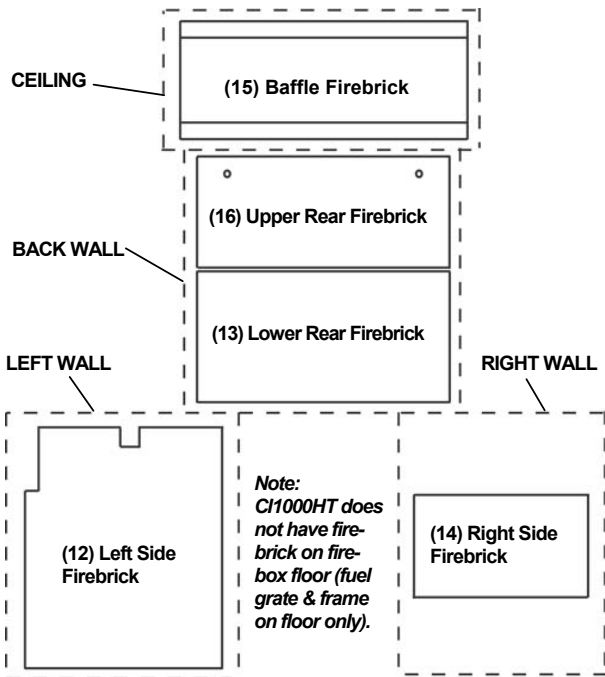 CEILING
(15) Baffle Firebrick
(16) Upper Rear Firebrick
BACK WALL
(13) Lower Rear Firebrick
LEFT WALL
RIGHT WALL
(12) Left Side
Firebrick
Note:
CI1000HT does
not have fire-
brick on fire-
box floor (fuel
grate & frame
on floor only).
(14) Right Side
Firebrick